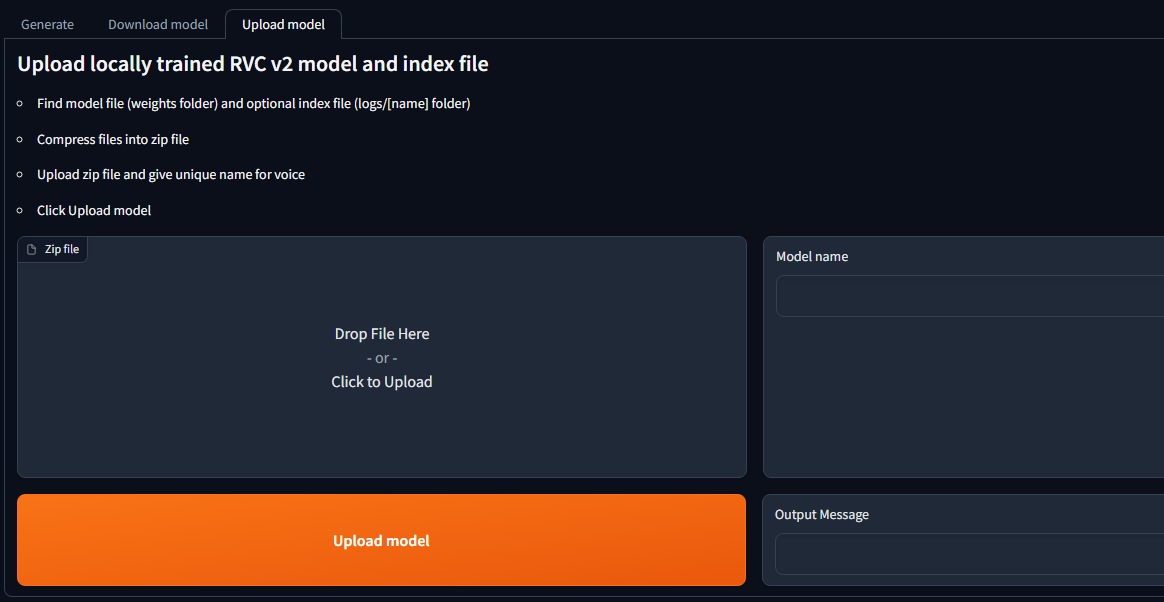 Generate
Download model
Upload model
Upload locally trained RVC v2 model and index file
Find model file (weights folder) and optional index file (logs/[name] folder)
Compress files into zip file
Upload zip file and give unique name for voice
Click Upload model
Zip file
Drop File Here
- or -
Click to Upload
Model name
Upload model
Output Message